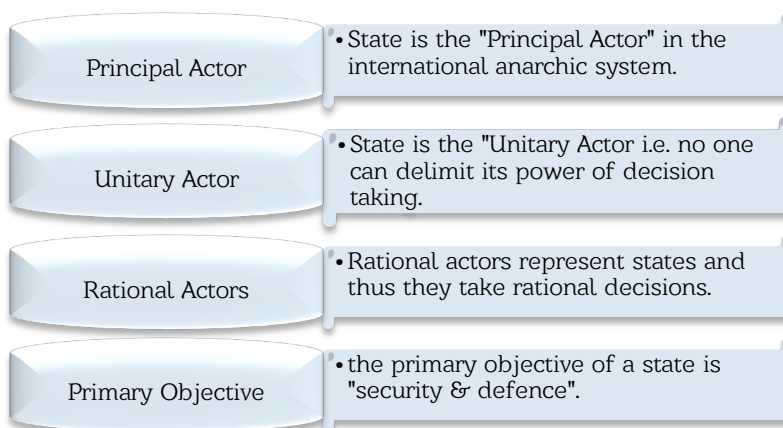 Principal Actor
• State is the "Principal Actor" in the
international anarchic system.
Unitary Actor
• State is the "Unitary Actor i.e. no one
can delimit its power of decision
taking.
Rational Actors
• Rational actors represent states and
thus they take rational decisions.
Primary Objective
• the primary objective of a state is
"security & defence".